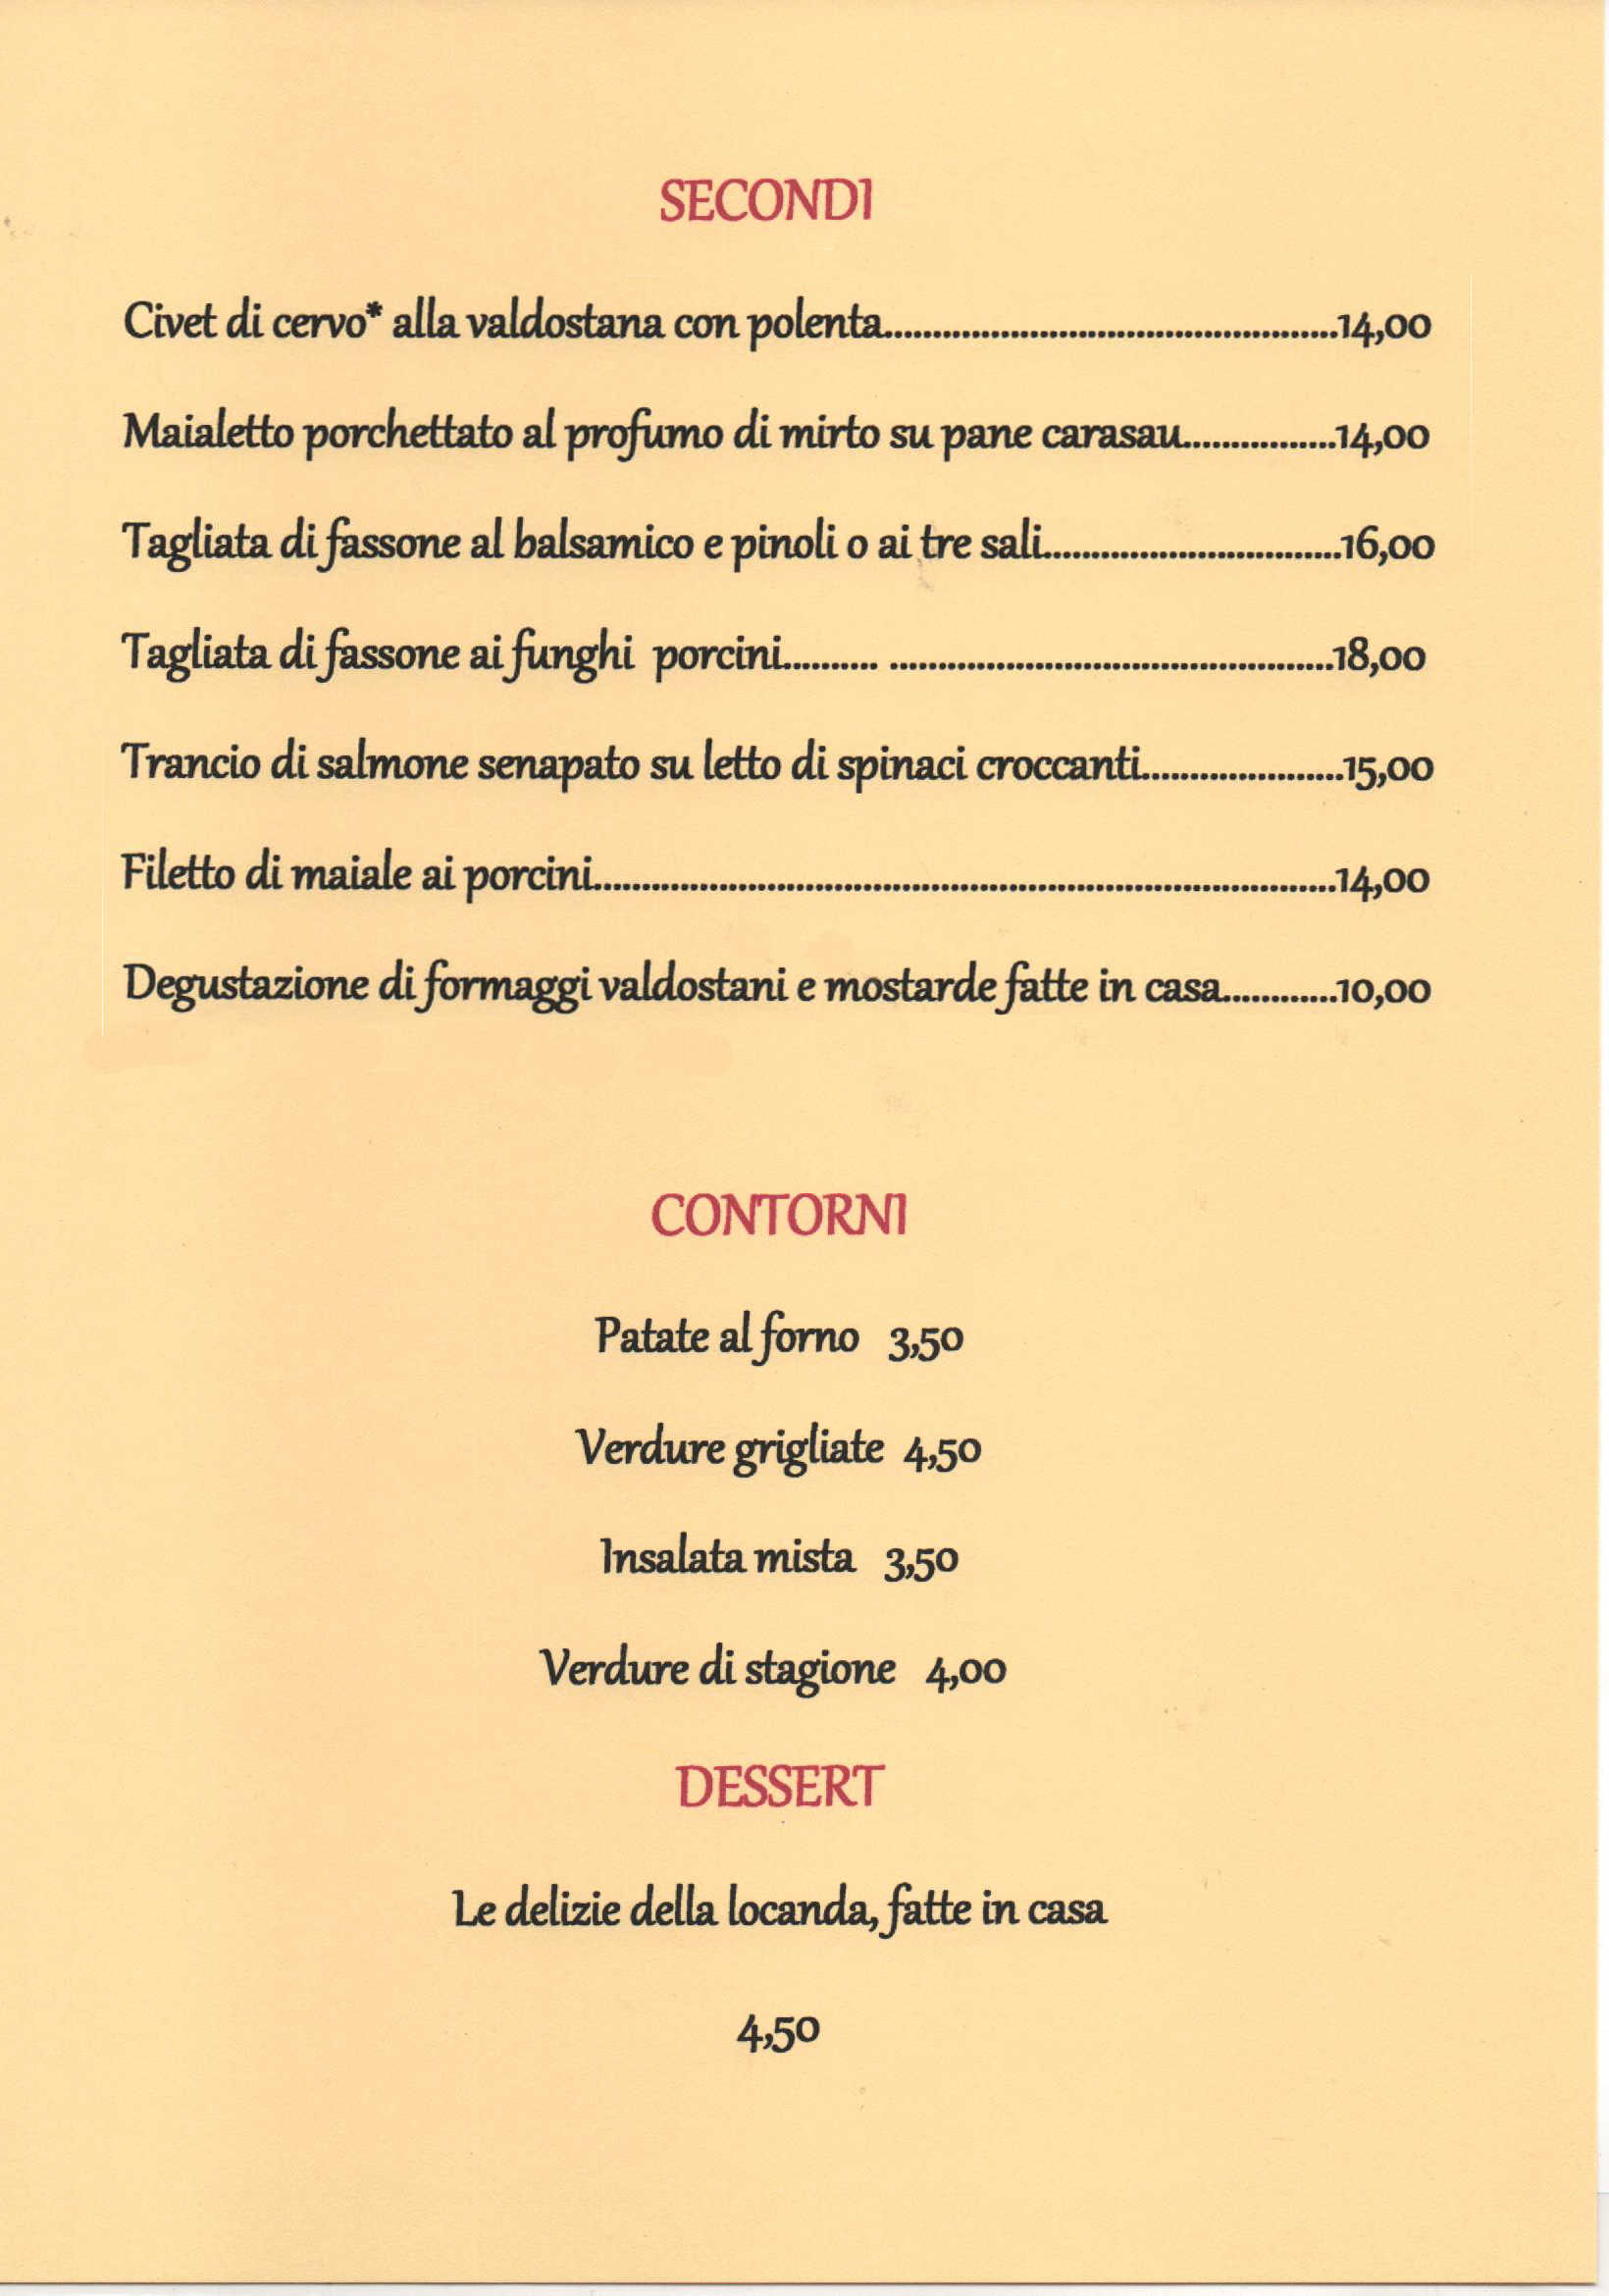 SECONDI
Civet di cervo* alla valdostana con polenta...............................................14,00
Maialetto porchettato al profumo di mirto su pane carasau................14,00
Tagliata di fassone al balsamico e pinoli o ai tre sali...............................16,00
Tagliata di fassone ai funghi  porcini.......... ..............................................18,00
Trancio di salmone senapato su letto di spinaci croccanti.....................15,00
Filetto di maiale ai porcini.............................................................................14,00
Degustazione di formaggi valdostani e mostarde fatte in casa............10,00
CONTORNI
Patate al forno   3,50
Verdure grigliate  4,50
Insalata mista   3,50
Verdure di stagione   4,00
DESSERT
Le delizie della locanda, fatte in casa
4,50